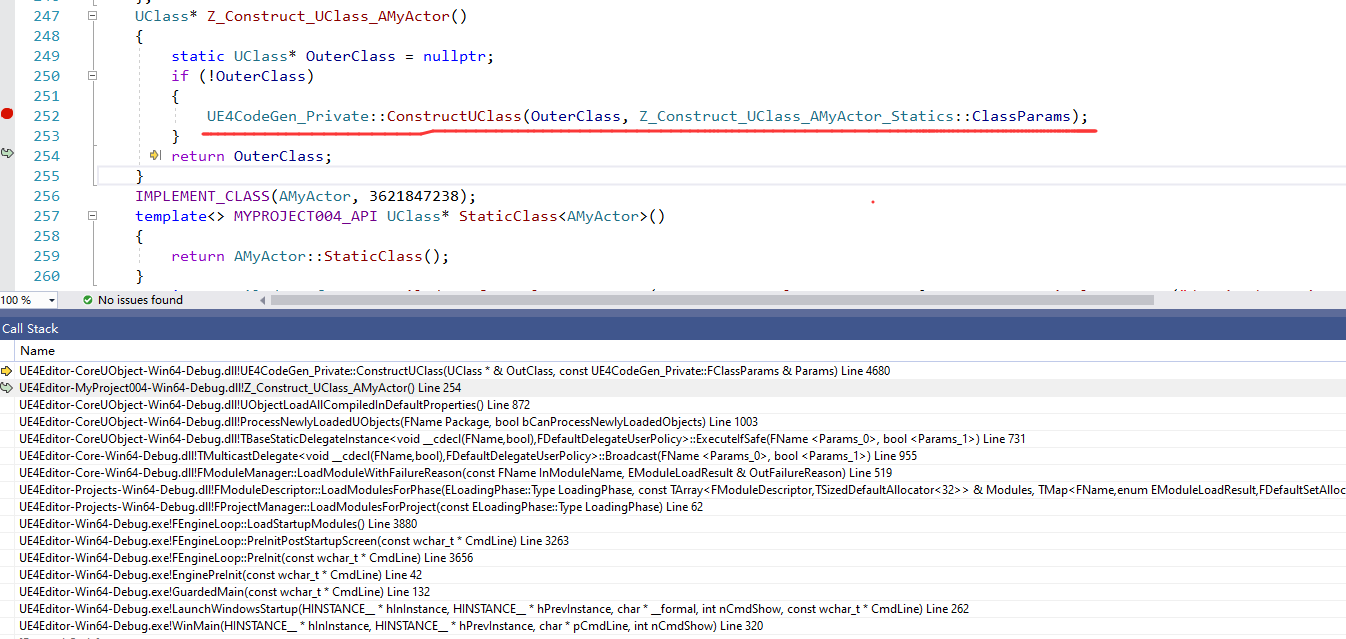 247 UClass* Z_Construct_UClass_AMyActor()
248 {
249 static UClass* OuterClass = nullptr;
250 if (!OuterClass)
251 {
252 UE4CodeGen_Private::ConstructUClass(OuterClass, Z_Construct_UClass_AMyActor_Statics::ClassParams);
253 }
254 return OuterClass;
255 }
256 IMPLEMENT_CLASS(AMyActor, 3621847238);
257 template<> MYPROJECT004_API UClass* StaticClass<AMyActor>()
258 {
259 return AMyActor::StaticClass();
260 }
100 % No issues found
Call Stack
Name
UE4Editor-CoreUObject-Win64-Debug.dll!UE4CodeGen_Private::ConstructUClass(UClass * & OutClass, const UE4CodeGen_Private::FClassParams & Params) Line 4680
UE4Editor-MyProject004-Win64-Debug.dll!Z_Construct_UClass_AMyActor() Line 254
UE4Editor-CoreUObject-Win64-Debug.dll!UObjectLoadAllCompiledInDefaultProperties() Line 872
UE4Editor-CoreUObject-Win64-Debug.dll!ProcessNewlyLoadedUObjects(FName Package, bool bCanProcessNewlyLoadedObjects) Line 1003
UE4Editor-CoreUObject-Win64-Debug.dll!TBaseStaticDelegateInstance<void __cdecl(FName,bool),FDefaultDelegateUserPolicy>::ExecuteIfSafe(FName <Params_0>, bool <Params_1>) Line 731
UE4Editor-Core-Win64-Debug.dll!TMulticastDelegate<void __cdecl(FName,bool),FDefaultDelegateUserPolicy>::Broadcast(FName <Params_0>, bool <Params_1>) Line 955
UE4Editor-Core-Win64-Debug.dll!FModuleManager::LoadModuleWithFailureReason(const FName InModuleName, EModuleLoadResult & OutFailureReason) Line 519
UE4Editor-Projects-Win64-Debug.dll!FModuleDescriptor::LoadModulesForPhase(ELoadingPhase::Type LoadingPhase, const TArray<FModuleDescriptor,TSizedDefaultAllocator<32>> & Modules, TMap<FName,enum EModuleLoadResult,FDefaultSetAlloc
UE4Editor-Projects-Win64-Debug.dll!FProjectManager::LoadModulesForProject(const ELoadingPhase::Type LoadingPhase) Line 62
UE4Editor-Win64-Debug.exe!FEngineLoop::LoadStartupModules() Line 3880
UE4Editor-Win64-Debug.exe!FEngineLoop::PreInitPostStartupScreen(const wchar_t * CmdLine) Line 3263
UE4Editor-Win64-Debug.exe!FEngineLoop::PreInit(const wchar_t * CmdLine) Line 3656
UE4Editor-Win64-Debug.exe!EnginePreInit(const wchar_t * CmdLine) Line 42
UE4Editor-Win64-Debug.exe!GuardedMain(const wchar_t * CmdLine) Line 132
UE4Editor-Win64-Debug.exe!LaunchWindowsStartup(HINSTANCE__ * hInInstance, HINSTANCE__ * hPrevInstance, char * __formal, int nCmdShow, const wchar_t * CmdLine) Line 262
UE4Editor-Win64-Debug.exe!WinMain(HINSTANCE__ * hInInstance, HINSTANCE__ * hPrevInstance, char * pCmdLine, int nCmdShow) Line 320